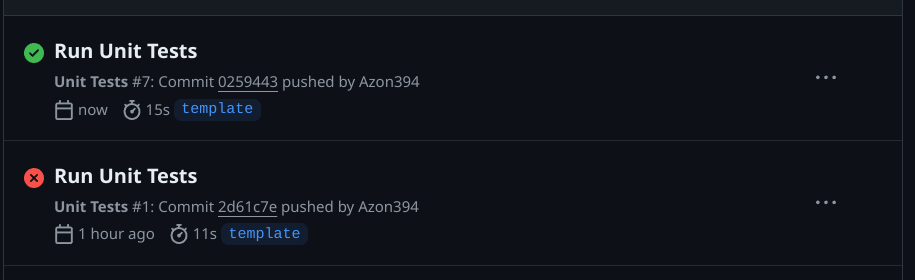 Run Unit Tests
Unit Tests #7: Commit 0259443 pushed by Azon394
now 15s template
Run Unit Tests
Unit Tests #1: Commit 2d61c7e pushed by Azon394
1 hour ago 11s template